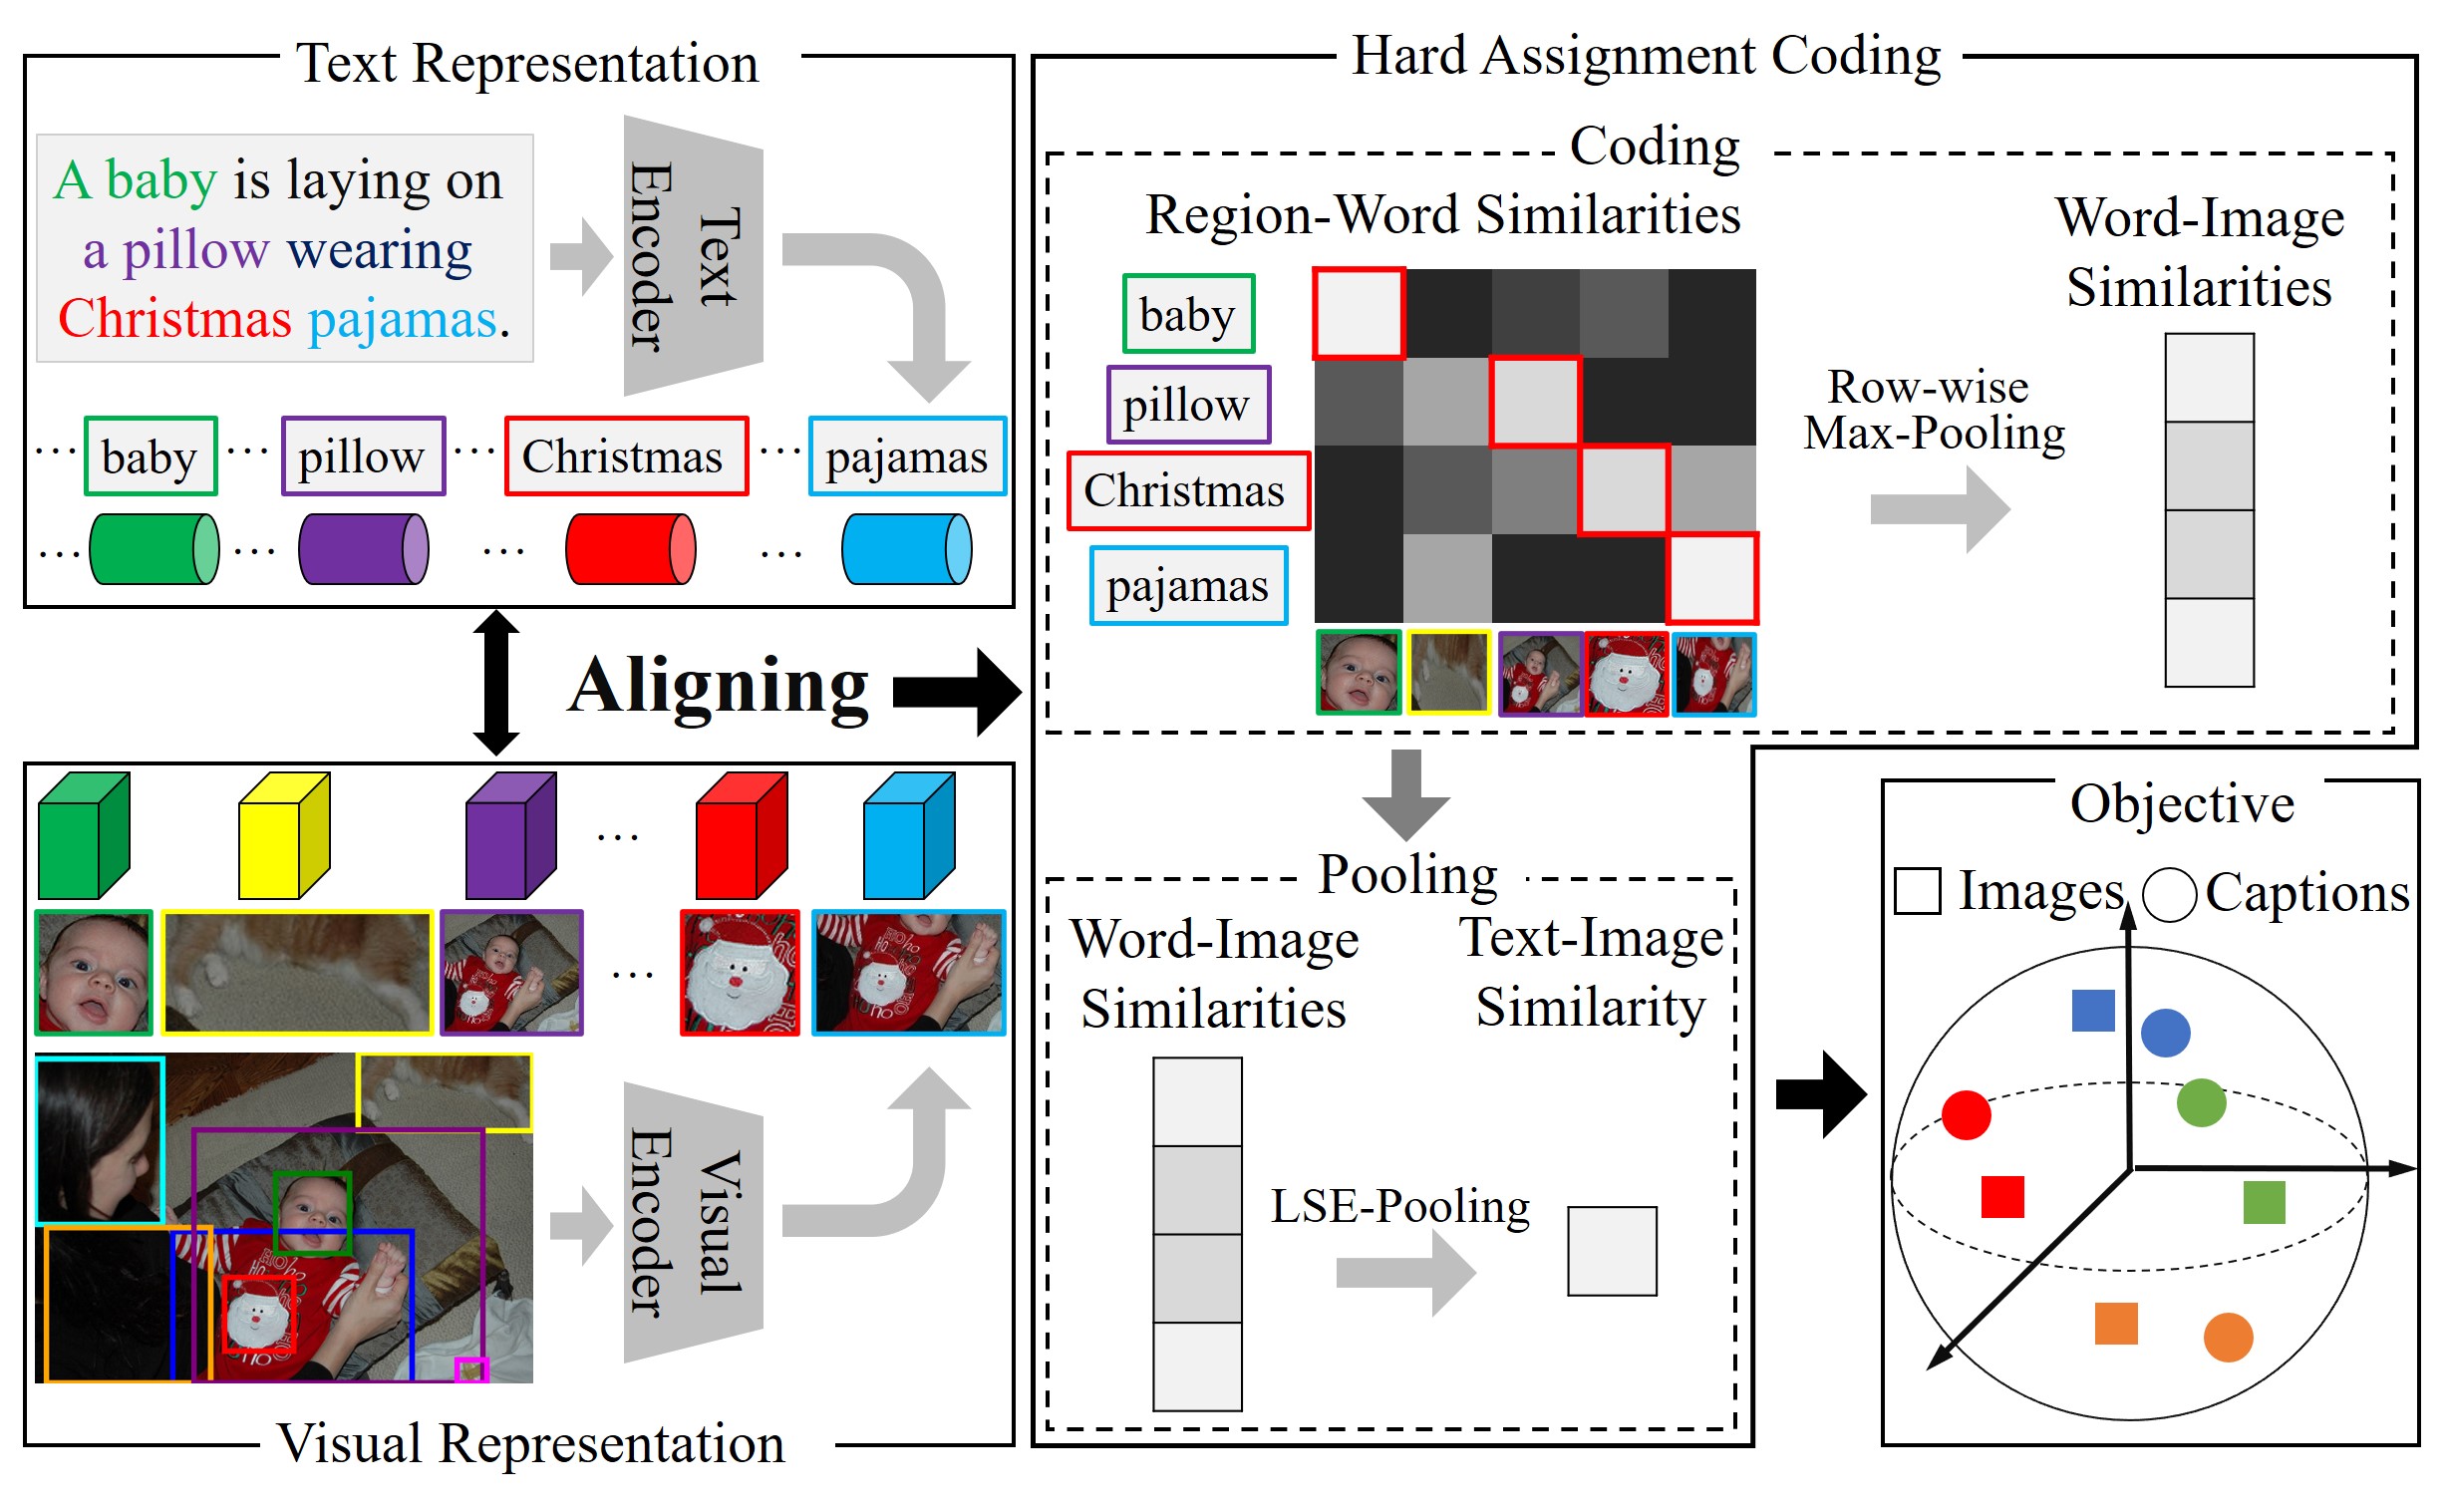 Text Representation
A baby is laying on
a pillow wearing
Christmas pajamas.
Text
Encoder
… baby … pillow … Christmas … pajamas
… … … …
Aligning
…
…
Visual
Encoder
Visual Representation
Hard Assignment Coding
Coding
Region-Word Similarities
baby
pillow
Christmas
pajamas
Row-wise
Max-Pooling
Word-Image
Similarities
Pooling
Word-Image
Similarities
LSE-Pooling
Text-Image
Similarity
Objective
Images Captions